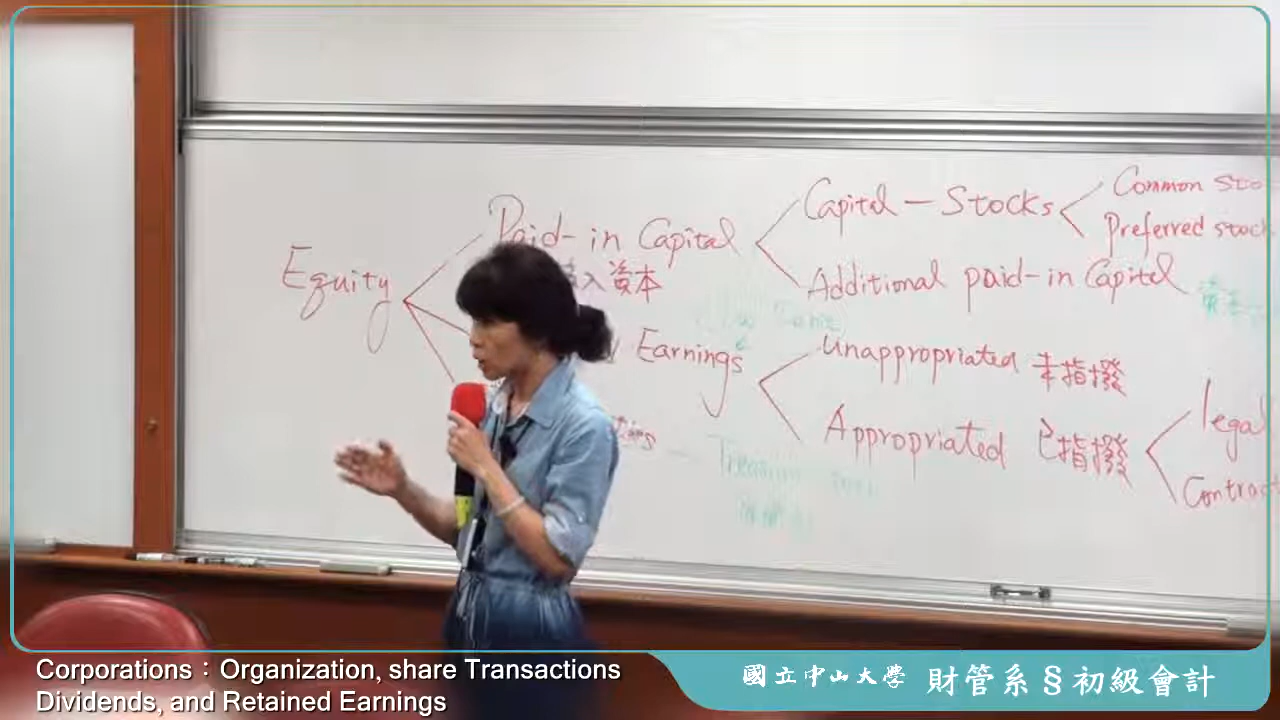 Common sto
Capital — Stocks
Preferred stock
Paid-in Capital
入資本
Equity
Additional paid-in Capital
Earnings
Unappropriated 未指撥
legal
Appropriated 已指撥
Contract
Corporations：Organization, share Transactions
Dividends, and Retained Earnings
國立中山大學 財管系§初級會計